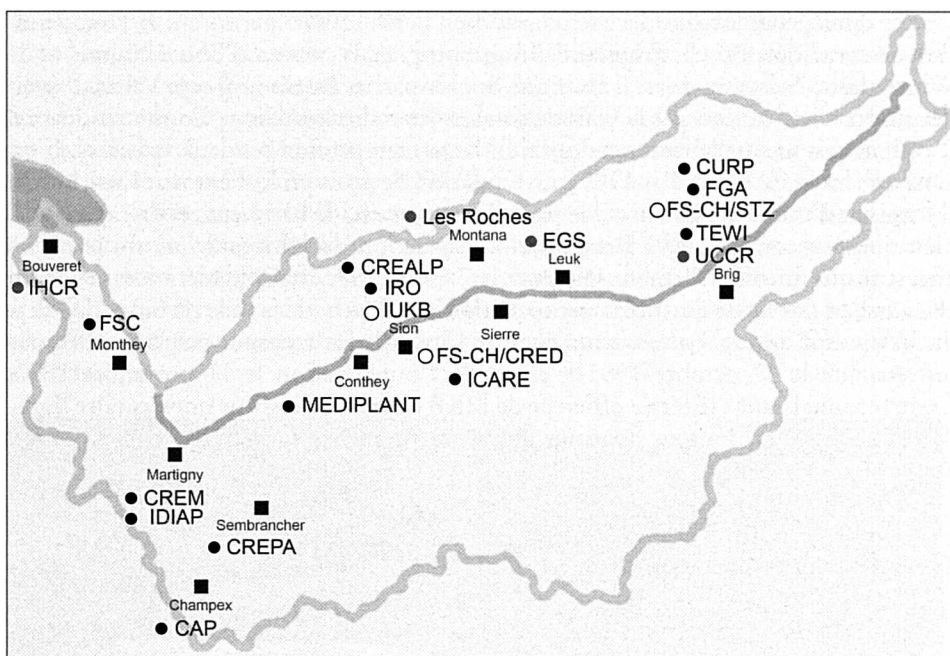 CURP
FGA
FS-CH/STZ
TEWI
UCCR
Brig
Les Roches
Montana
EGS
Leuk
Bouveret
IHCR
CREALP
IRO
IUKB
Sion
Sierre
FSC
Monthey
FS-CH/CRED
Conthey
ICARE
MEDIPLANT
Martigny
CREM
IDIAP
Sembrancher
CREPA
Champex
CAP